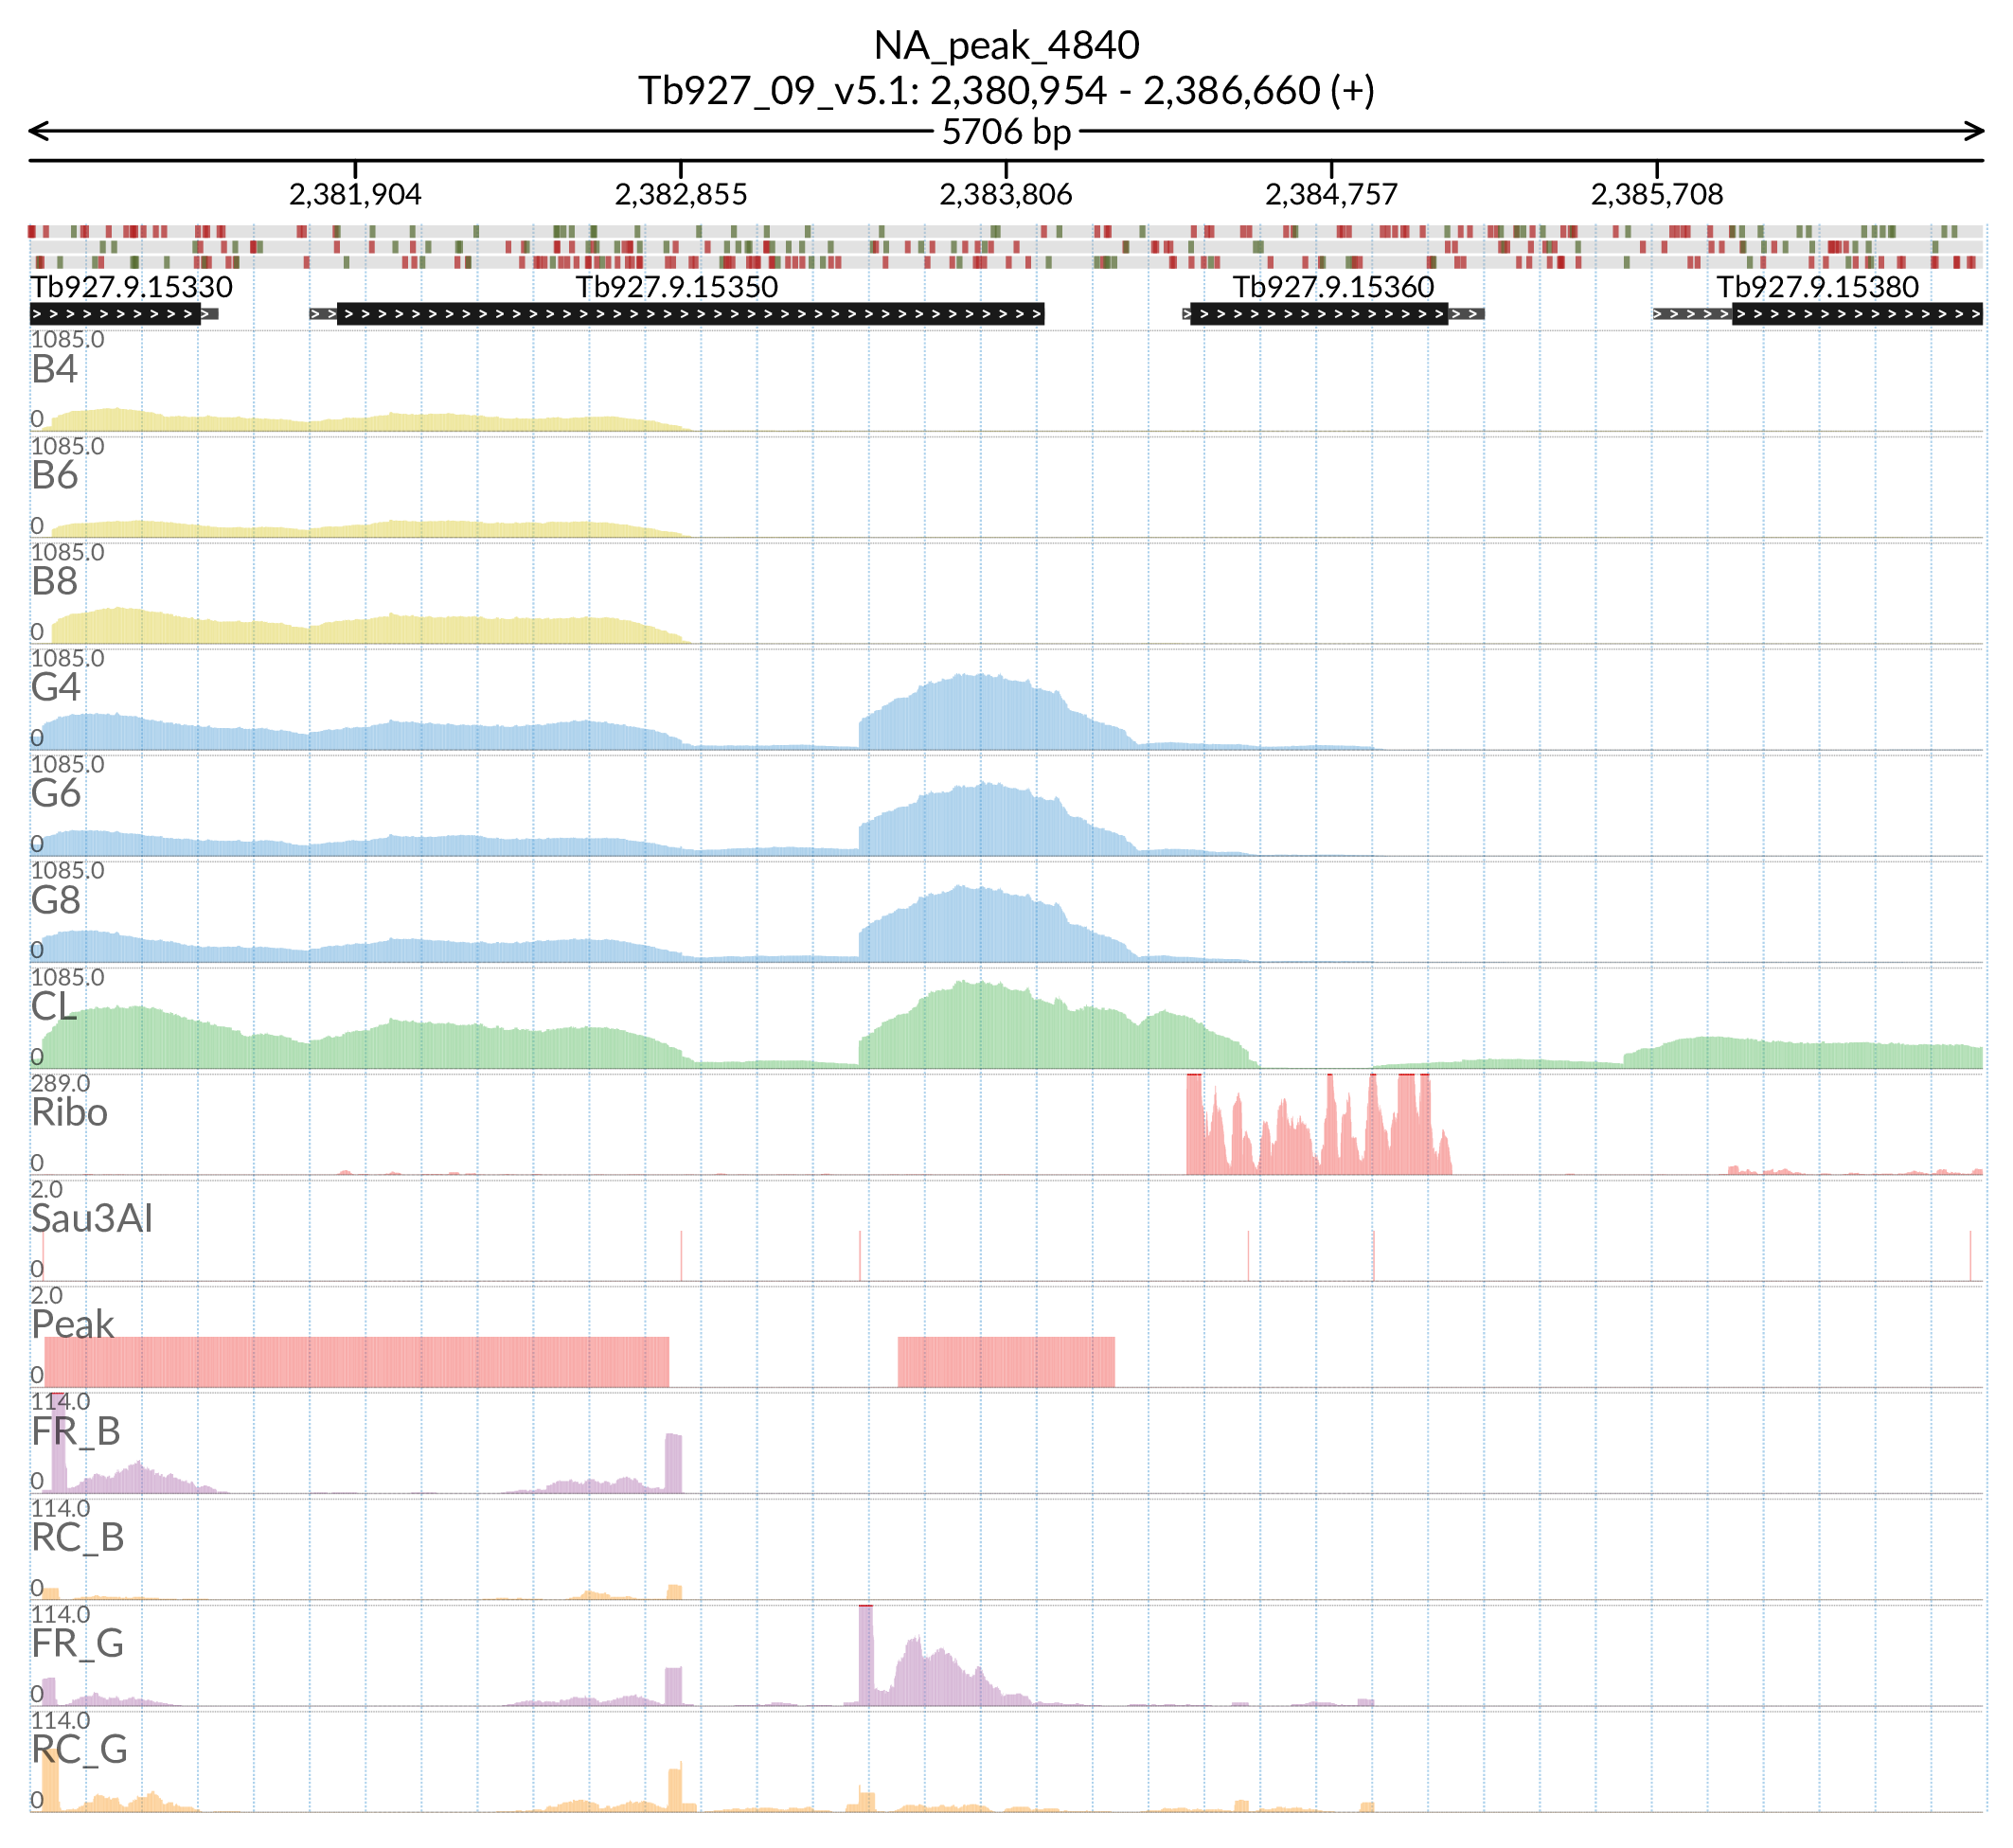 NA_peak_4840
Tb927_09_v5.1: 2,380,954 - 2,386,660 (+)
5706 bp
2,381,904 2,382,855 2,383,806 2,384,757 2,385,708
Tb927.9.15330 Tb927.9.15350 Tb927.9.15360 Tb927.9.15380
1085.0
B4
0
1085.0
B6
0
1085.0
B8
0
1085.0
G4
0
1085.0
G6
0
1085.0
G8
0
1085.0
CL
0
289.0
Ribo
0
2.0
Sau3AI
0
2.0
Peak
0
114.0
FR_B
0
114.0
RC_B
0
114.0
FR_G
0
114.0
RC_G
0